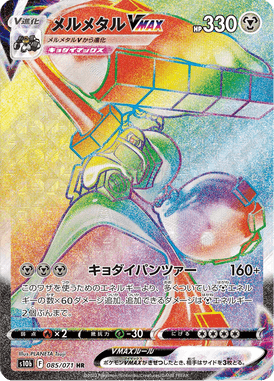 V進化
メルメタルVMAX
HP330
メルメタルVから進化
キョダイマックス
キョダイパンツァー 160+
このワザを使うためのエネルギーより、多くついているエネルギー
の数×60ダメージ追加。追加できるダメージは、エネルギー
2個ぶんまで。
弱点 ×2 抵抗力 -30 にげる
Illus. PLANETA Tsuji
VMAXルール
ポケモンVMAXがきぜつしたとき、相手はサイドを3枚とる。
s10b F 085/071 HR